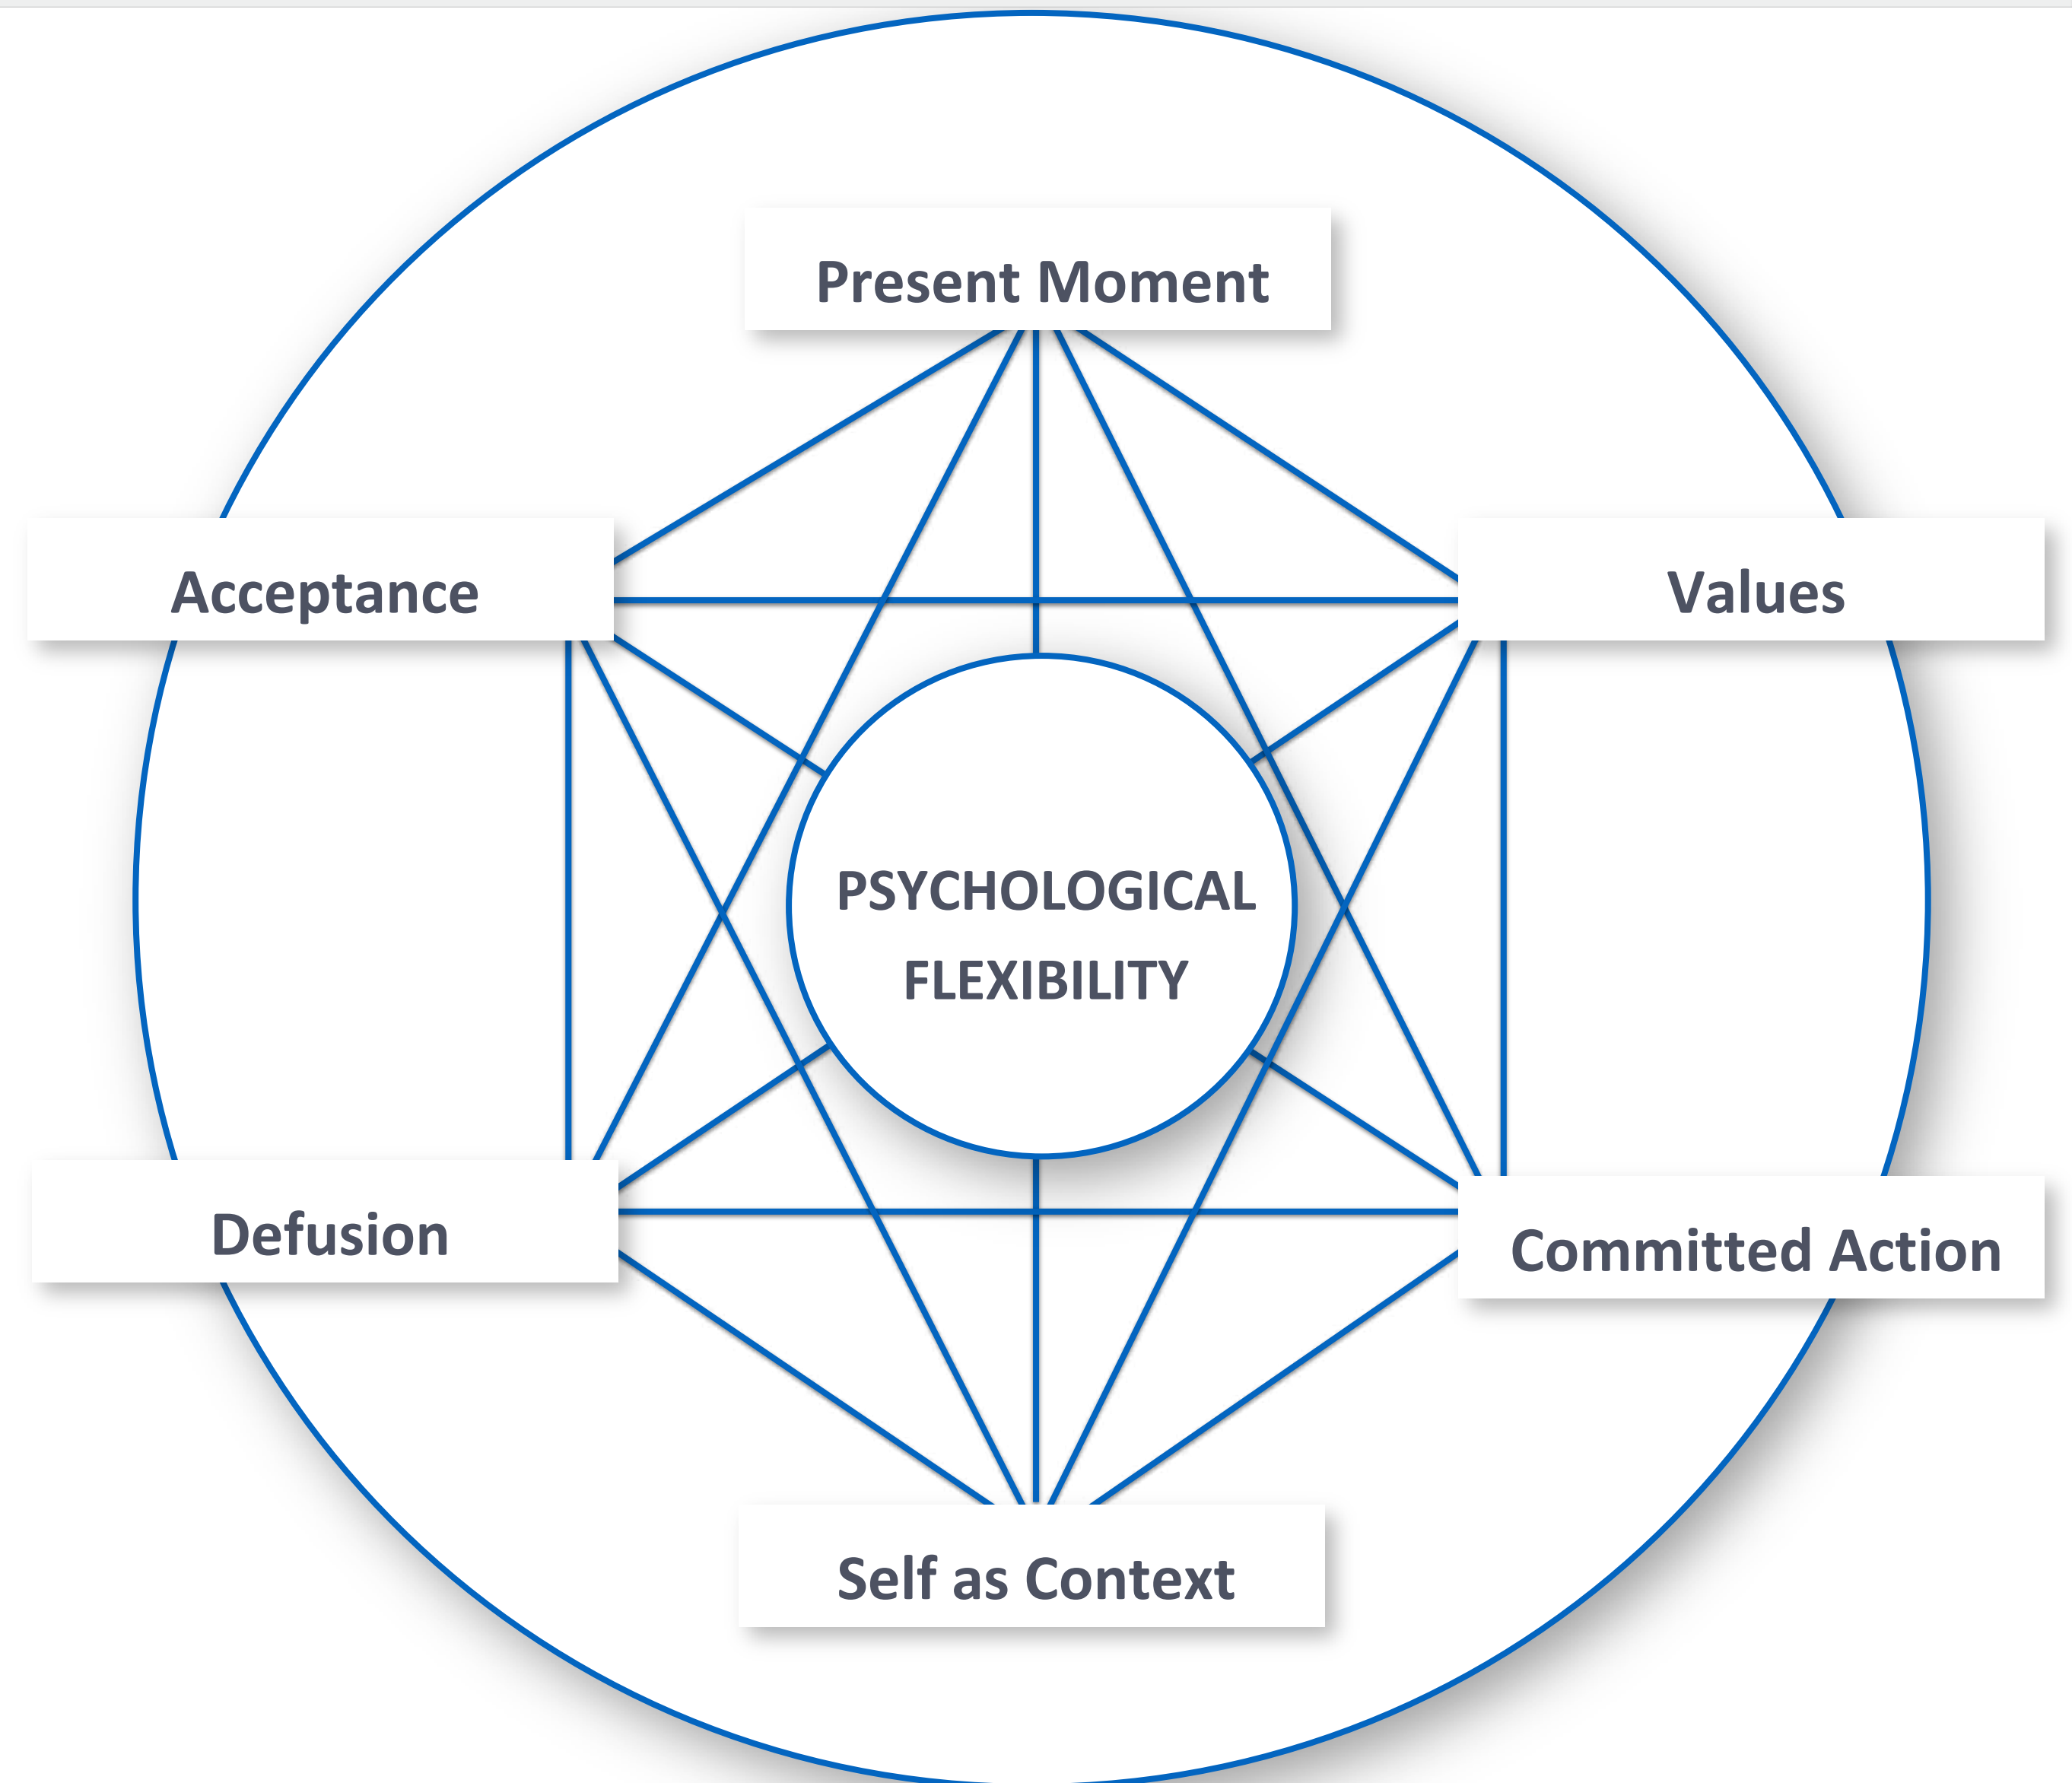 Present Moment
Acceptance
Values
PSYCHOLOGICAL
FLEXIBILITY
Defusion
Committed Action
Self as Context